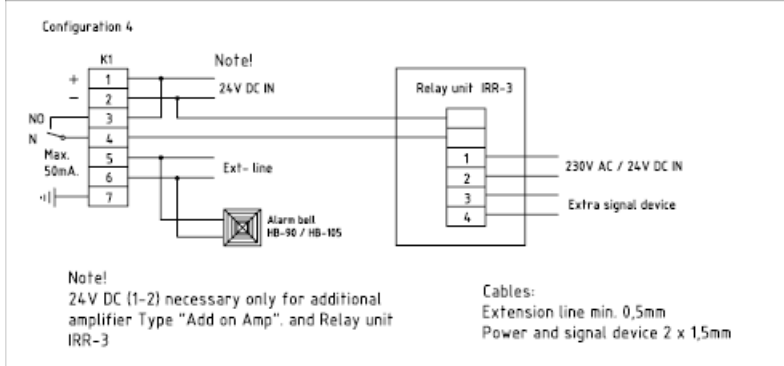 Configuration 4
K1
Note!
+ 1
24V DC IN
− 2
NO 3
N 4
Max.
50mA.
5
Ext- line
6
7
Alarm bell
HB-90 / HB-105
Relay unit IRR-3
1
230V AC / 24V DC IN
2
3
Extra signal device
4
Note!
24V DC (1-2) necessary only for additional
amplifier Type "Add on Amp". and Relay unit
IRR-3
Cables:
Extension line min. 0,5mm
Power and signal device 2 x 1,5mm